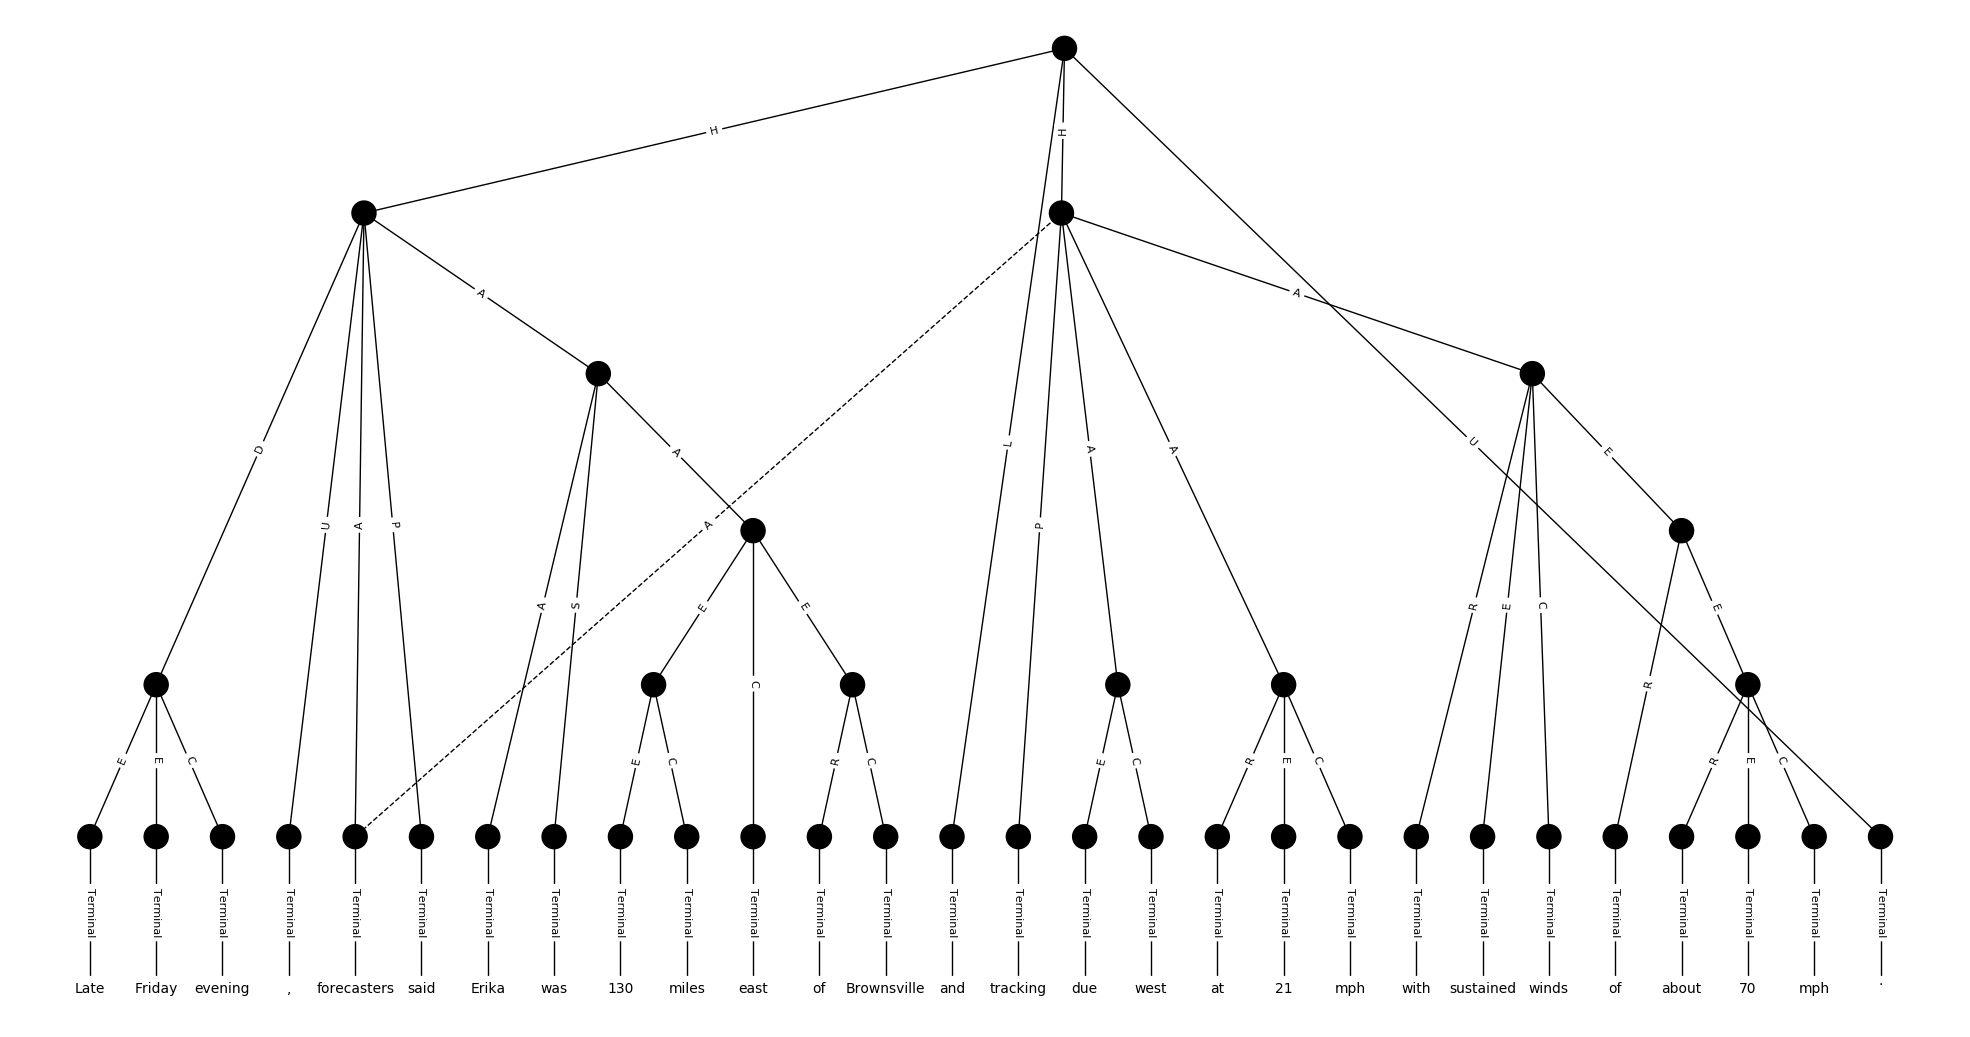 H
H
A
A
D
L
U
A
A
A
E
U
A
P
A
P
E
A
S
E
E
R
E
C
E
C
R
E
E
C
E
C
R
C
E
C
R
E
C
R
E
C
Terminal Terminal Terminal Terminal Terminal Terminal Terminal Terminal Terminal Terminal Terminal Terminal Terminal Terminal Terminal Terminal Terminal Terminal Terminal Terminal Terminal Terminal Terminal Terminal Terminal Terminal Terminal Terminal
Late Friday evening , forecasters said Erika was 130 miles east of Brownsville and tracking due west at 21 mph with sustained winds of about 70 mph .